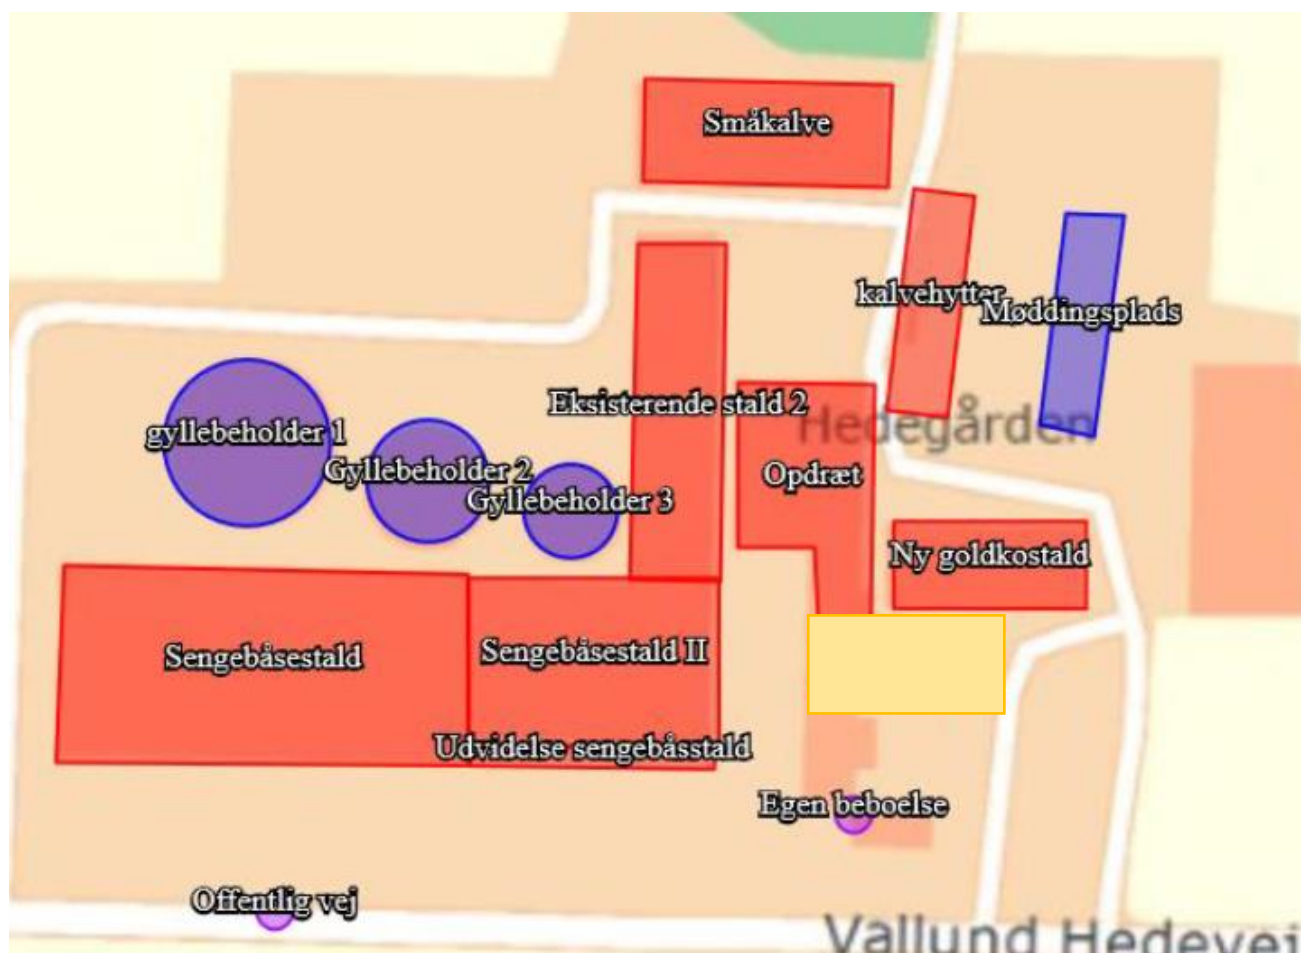 Småkalve
kalvehytter
Møddingsplads
Eksisterende stald 2
Hedegården
gyllebeholder 1
Gyllebeholder 2
Gyllebeholder 3
Opdræt
Ny goldkostald
Sengebåsestald
Sengebåsestald II
Udvidelse sengebåsstald
Egen beboelse
Offentlig vej
Vallund Hedevej